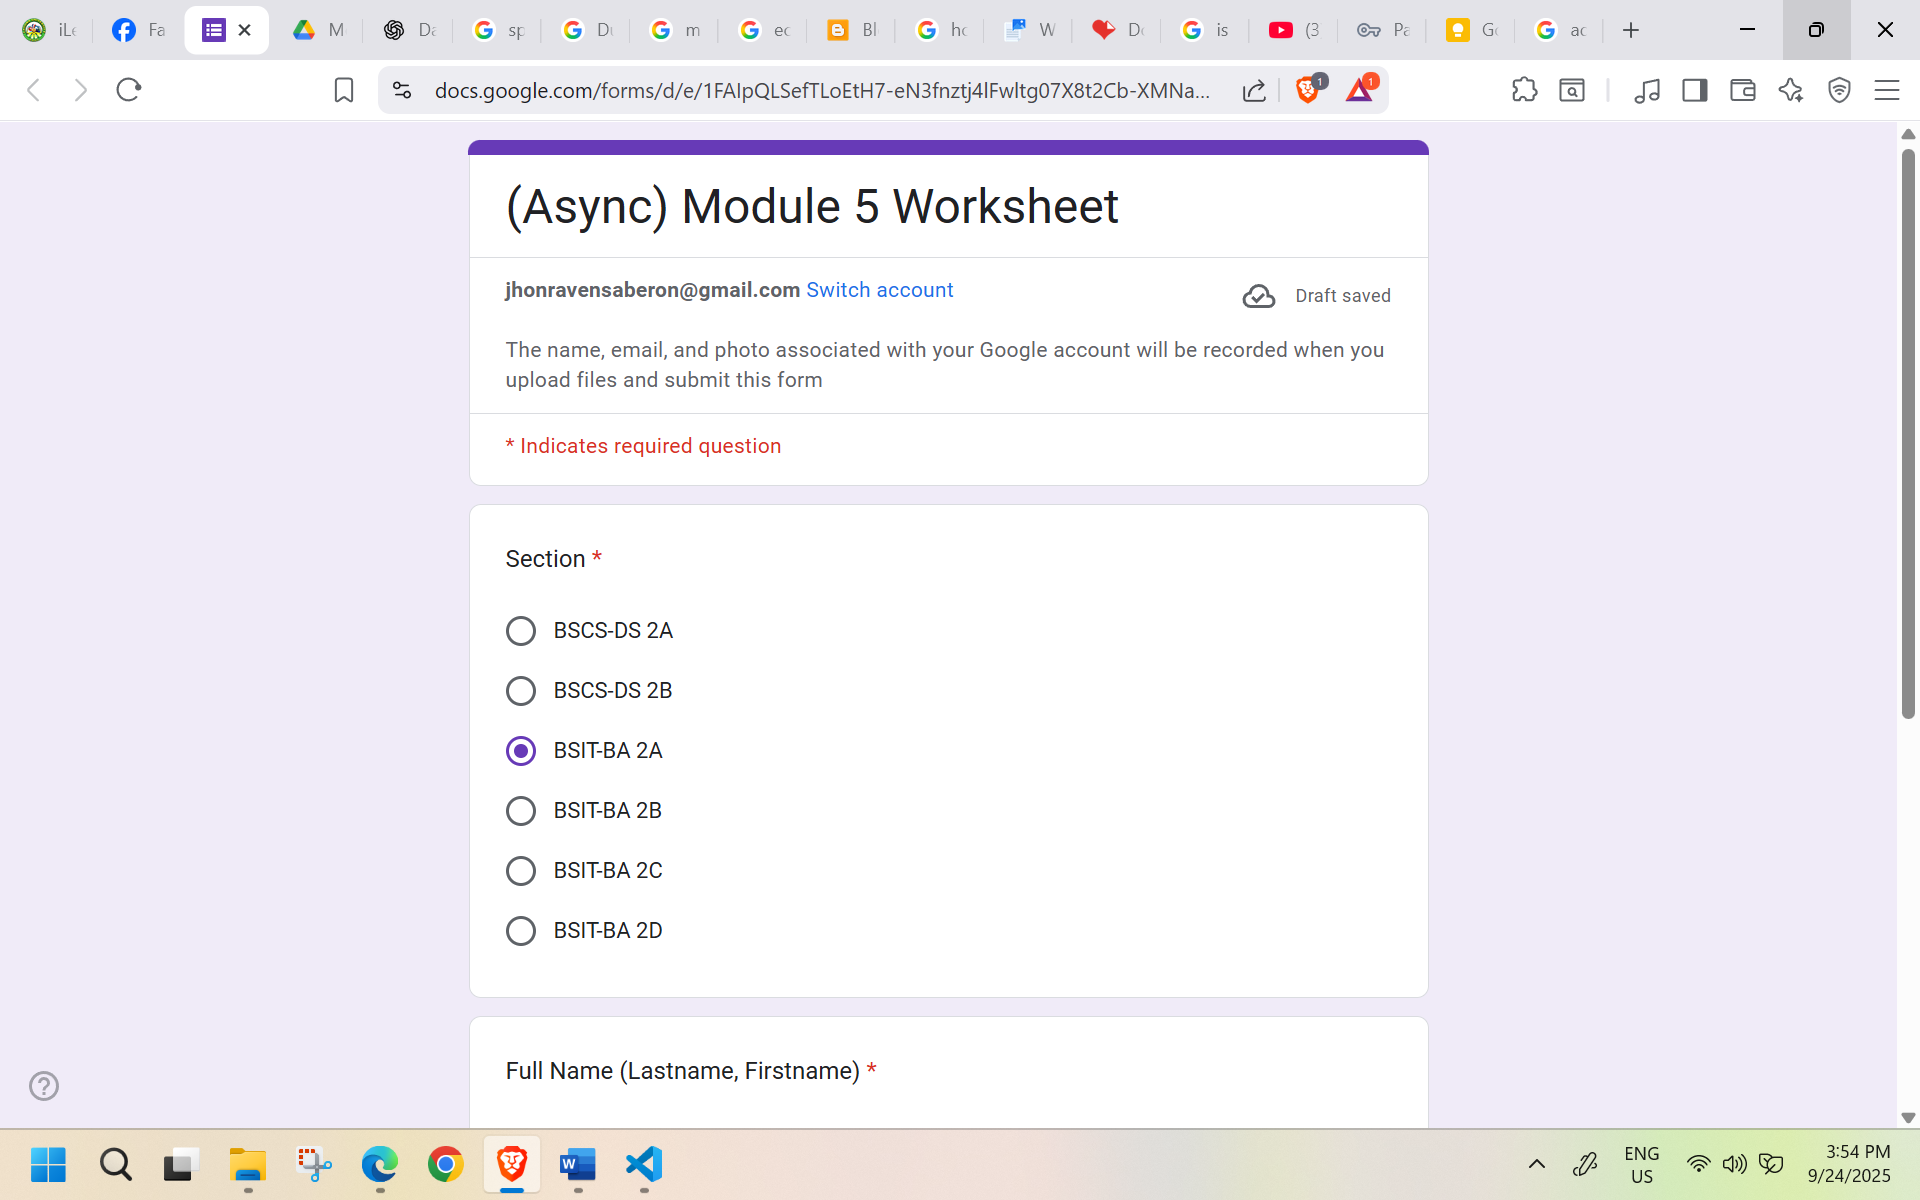 iLe
Fa
M
Da
sp
Du
m
ec
Bl
ho
W
Do
is
(3
Pa
Go
ac
docs.google.com/forms/d/e/1FAIpQLSefTLoEtH7-eN3fnztj4lFwltg07X8t2Cb-XMNa...
1
1
(Async) Module 5 Worksheet
jhonravensaberon@gmail.com Switch account
Draft saved
The name, email, and photo associated with your Google account will be recorded when you
upload files and submit this form
* Indicates required question
Section *
BSCS-DS 2A
BSCS-DS 2B
BSIT-BA 2A
BSIT-BA 2B
BSIT-BA 2C
BSIT-BA 2D
Full Name (Lastname, Firstname) *
ENG
US
3:54 PM
9/24/2025